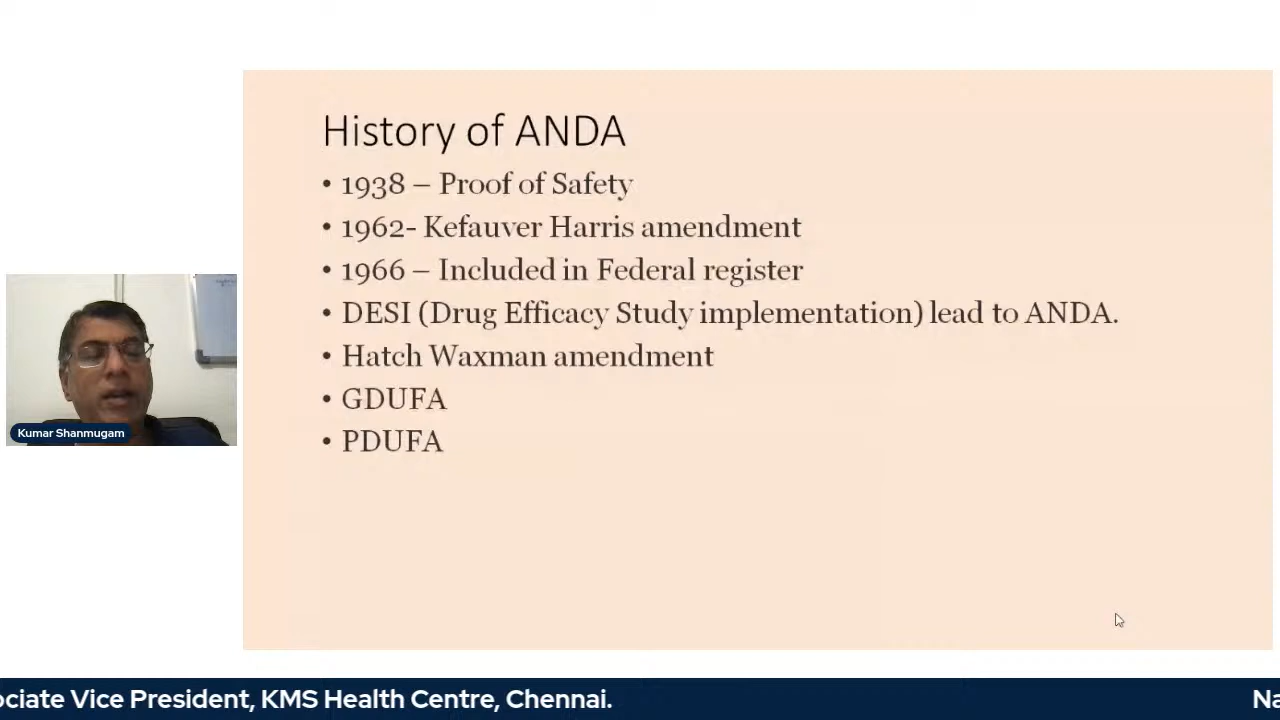 History of ANDA
• 1938 – Proof of Safety
• 1962- Kefauver Harris amendment
• 1966 – Included in Federal register
• DESI (Drug Efficacy Study implementation) lead to ANDA.
• Hatch Waxman amendment
• GDUFA
• PDUFA
Kumar Shanmugam
ociate Vice President, KMS Health Centre, Chennai. Na